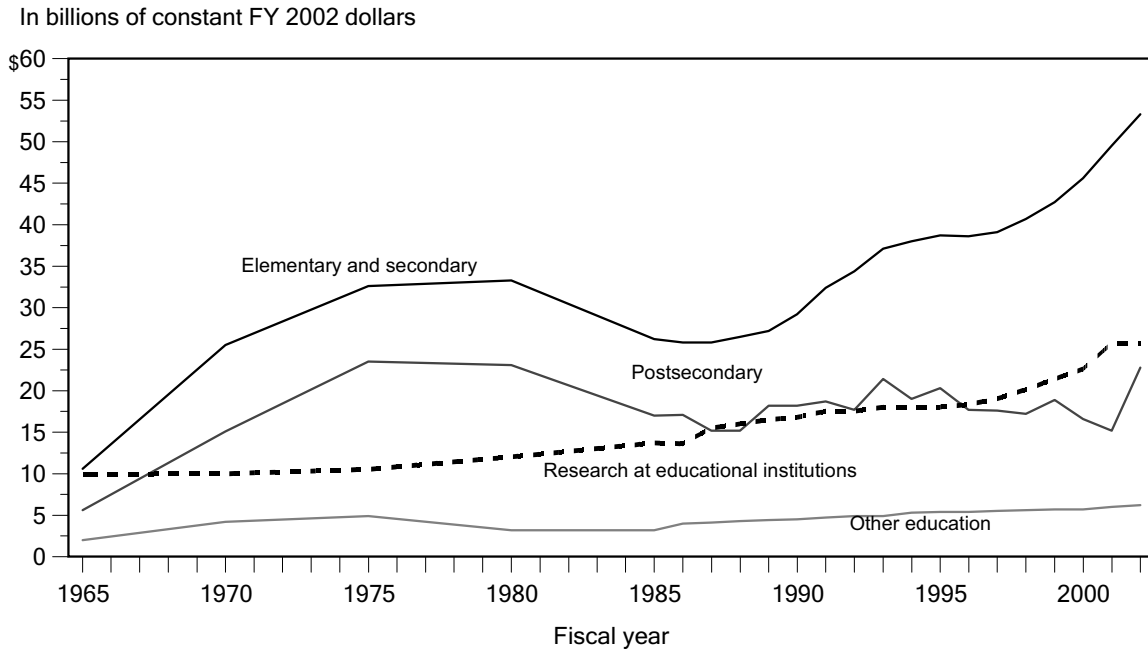 In billions of constant FY 2002 dollars
$60
55
50
45
40
35
Elementary and secondary
30
25
Postsecondary
20
15
Research at educational institutions
10
5
Other education
0
1965 1970 1975 1980 1985 1990 1995 2000
Fiscal year